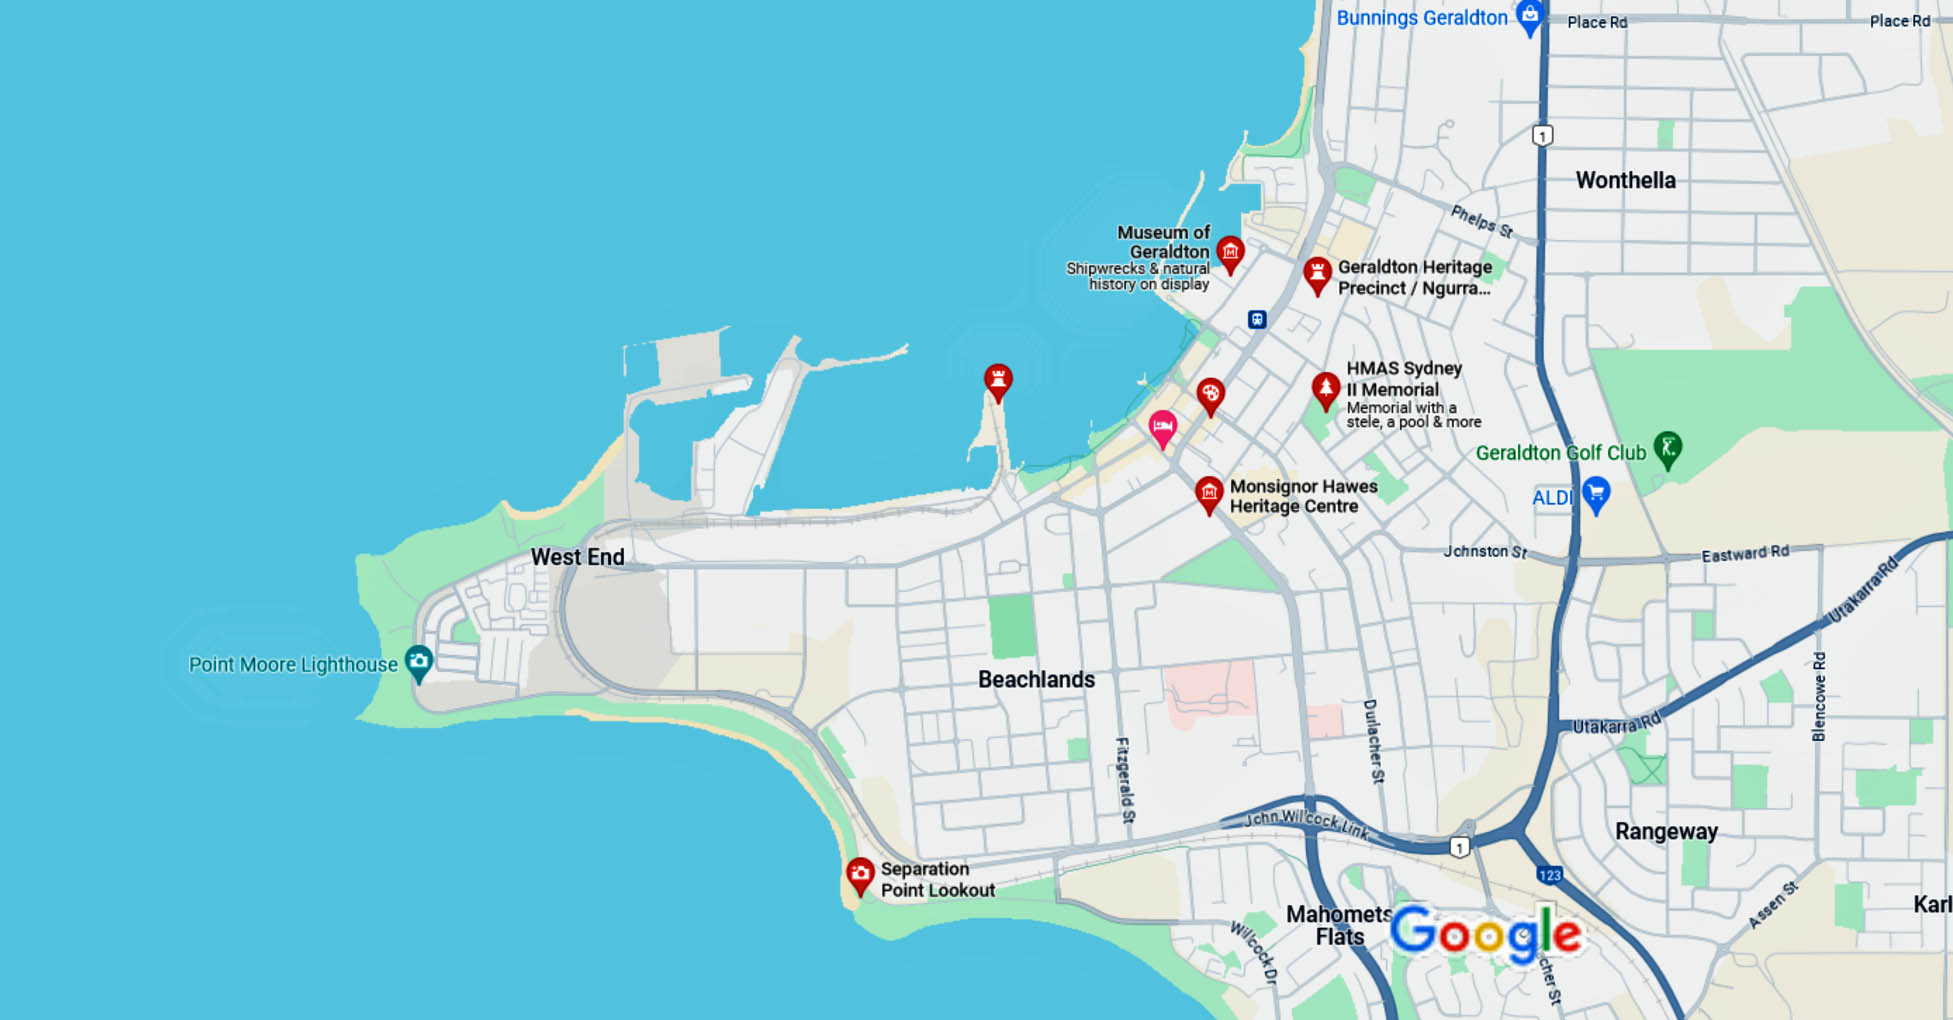 Bunnings Geraldton
Place Rd
Place Rd
1
Wonthella
Phelps St
Museum of
Geraldton
Shipwrecks & natural
history on display
Geraldton Heritage
Precinct / Ngurra...
HMAS Sydney
II Memorial
Memorial with a
stele, a pool & more
Geraldton Golf Club
ALDI
Monsignor Hawes
Heritage Centre
Johnston St
Eastward Rd
West End
Utakarra Rd
Point Moore Lighthouse
Beachlands
Blencowe Rd
Durlacher St
Utakarra Rd
Fitzgerald St
John Willcock Link
1
Rangeway
Separation
Point Lookout
123
Assen St
Karl
Mahomets
Flats
Google
Willcock Dr
cher St